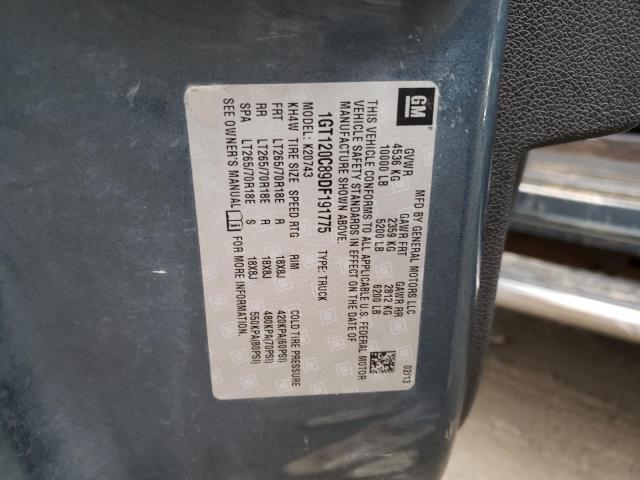 GM
®
MFD BY GENERAL MOTORS LLC
02/13
GVWR GAWR FRT GAWR RR
4536 KG 2359 KG 2812 KG
10000 LB 5200 LB 6200 LB
THIS VEHICLE CONFORMS TO ALL APPLICABLE U.S. FEDERAL MOTOR
VEHICLE SAFETY STANDARDS IN EFFECT ON THE DATE OF
MANUFACTURE SHOWN ABOVE.
1GT120C89DF191775 TYPE: TRUCK
MODEL: K20743
KH4W TIRE SIZE SPEED RTG RIM COLD TIRE PRESSURE
FRT LT265/70R18E R 18X8J 420KPA(60PSI)
RR LT265/70R18E R 18X8J 480KPA(70PSI)
SPA LT265/70R18E S 18X8J 550KPA(80PSI)
SEE OWNER'S MANUAL FOR MORE INFORMATION.